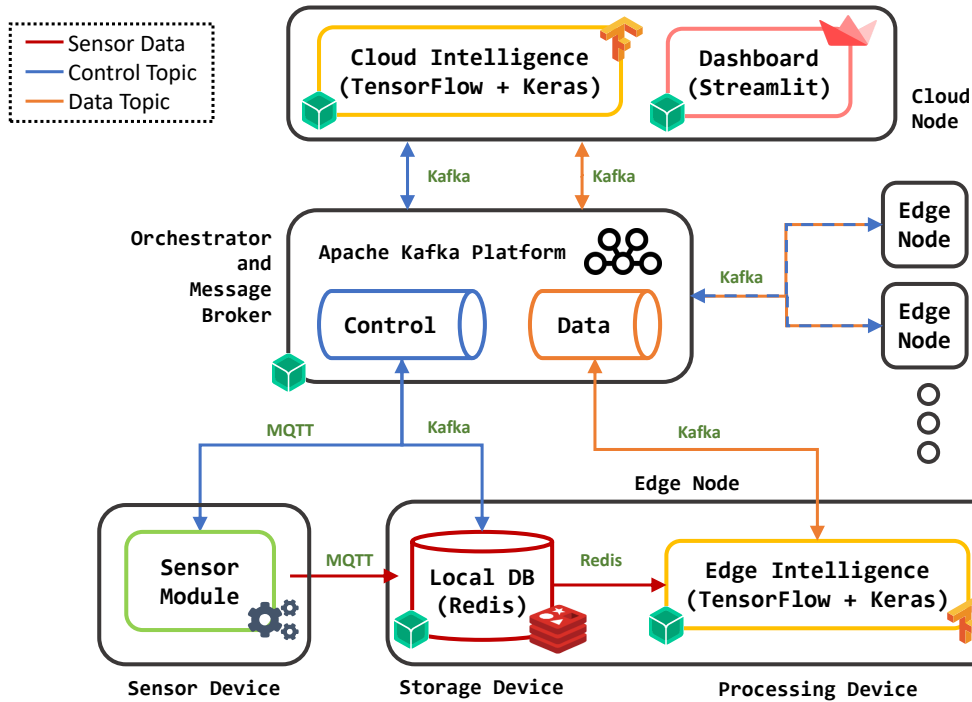 Sensor Data
Control Topic
Data Topic
Cloud Intelligence
(TensorFlow + Keras)
Dashboard
(Streamlit)
Cloud
Node
Kafka
Kafka
Orchestrator
and
Message
Broker
Apache Kafka Platform
Control
Data
Kafka
Edge
Node
Edge
Node
MQTT
Kafka
Kafka
Edge Node
Sensor
Module
MQTT
Local DB
(Redis)
Redis
Edge Intelligence
(TensorFlow + Keras)
Sensor Device
Storage Device
Processing Device